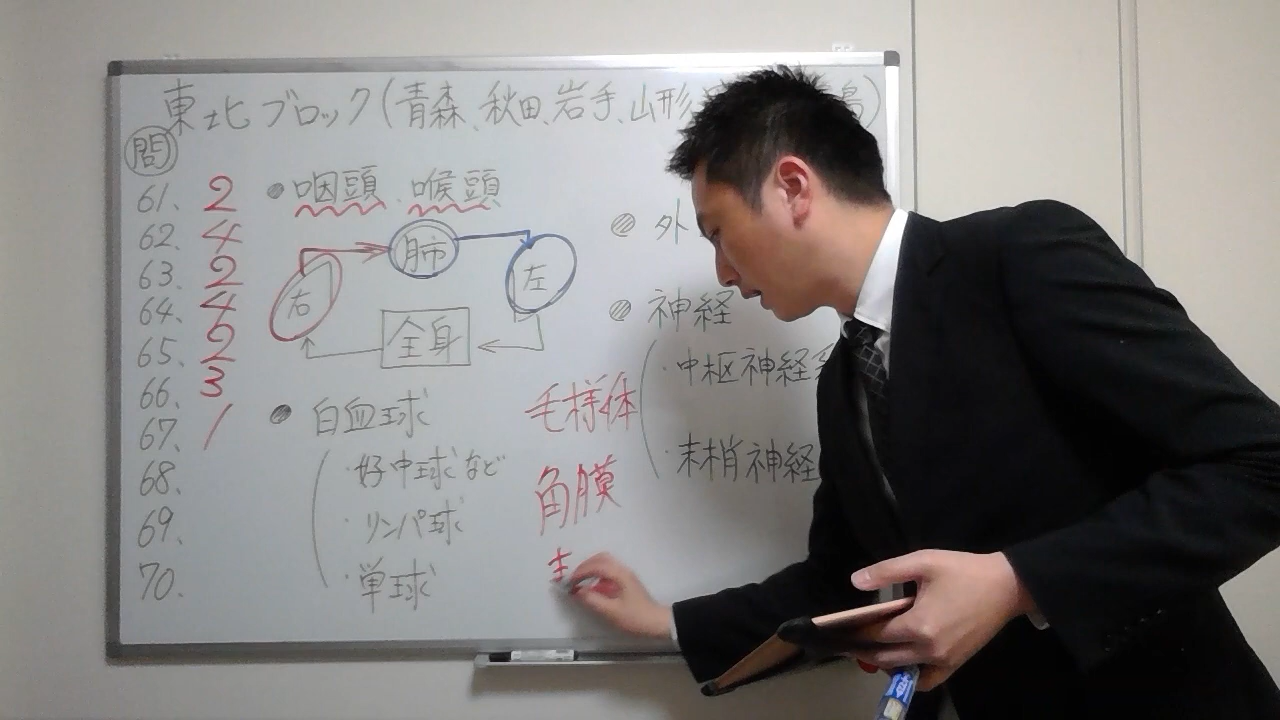 東北ブロック(青森、秋田、岩手、山形
問
61、2
62、4
63、2
64、4
65、2
66、3
67、1
68、
69、
70、
咽頭、喉頭
肺
右
左
全身
白血球
・好中球など
・リンパ球
・単球
毛様体
角膜
外
神経
・中枢神経系
・末梢神経